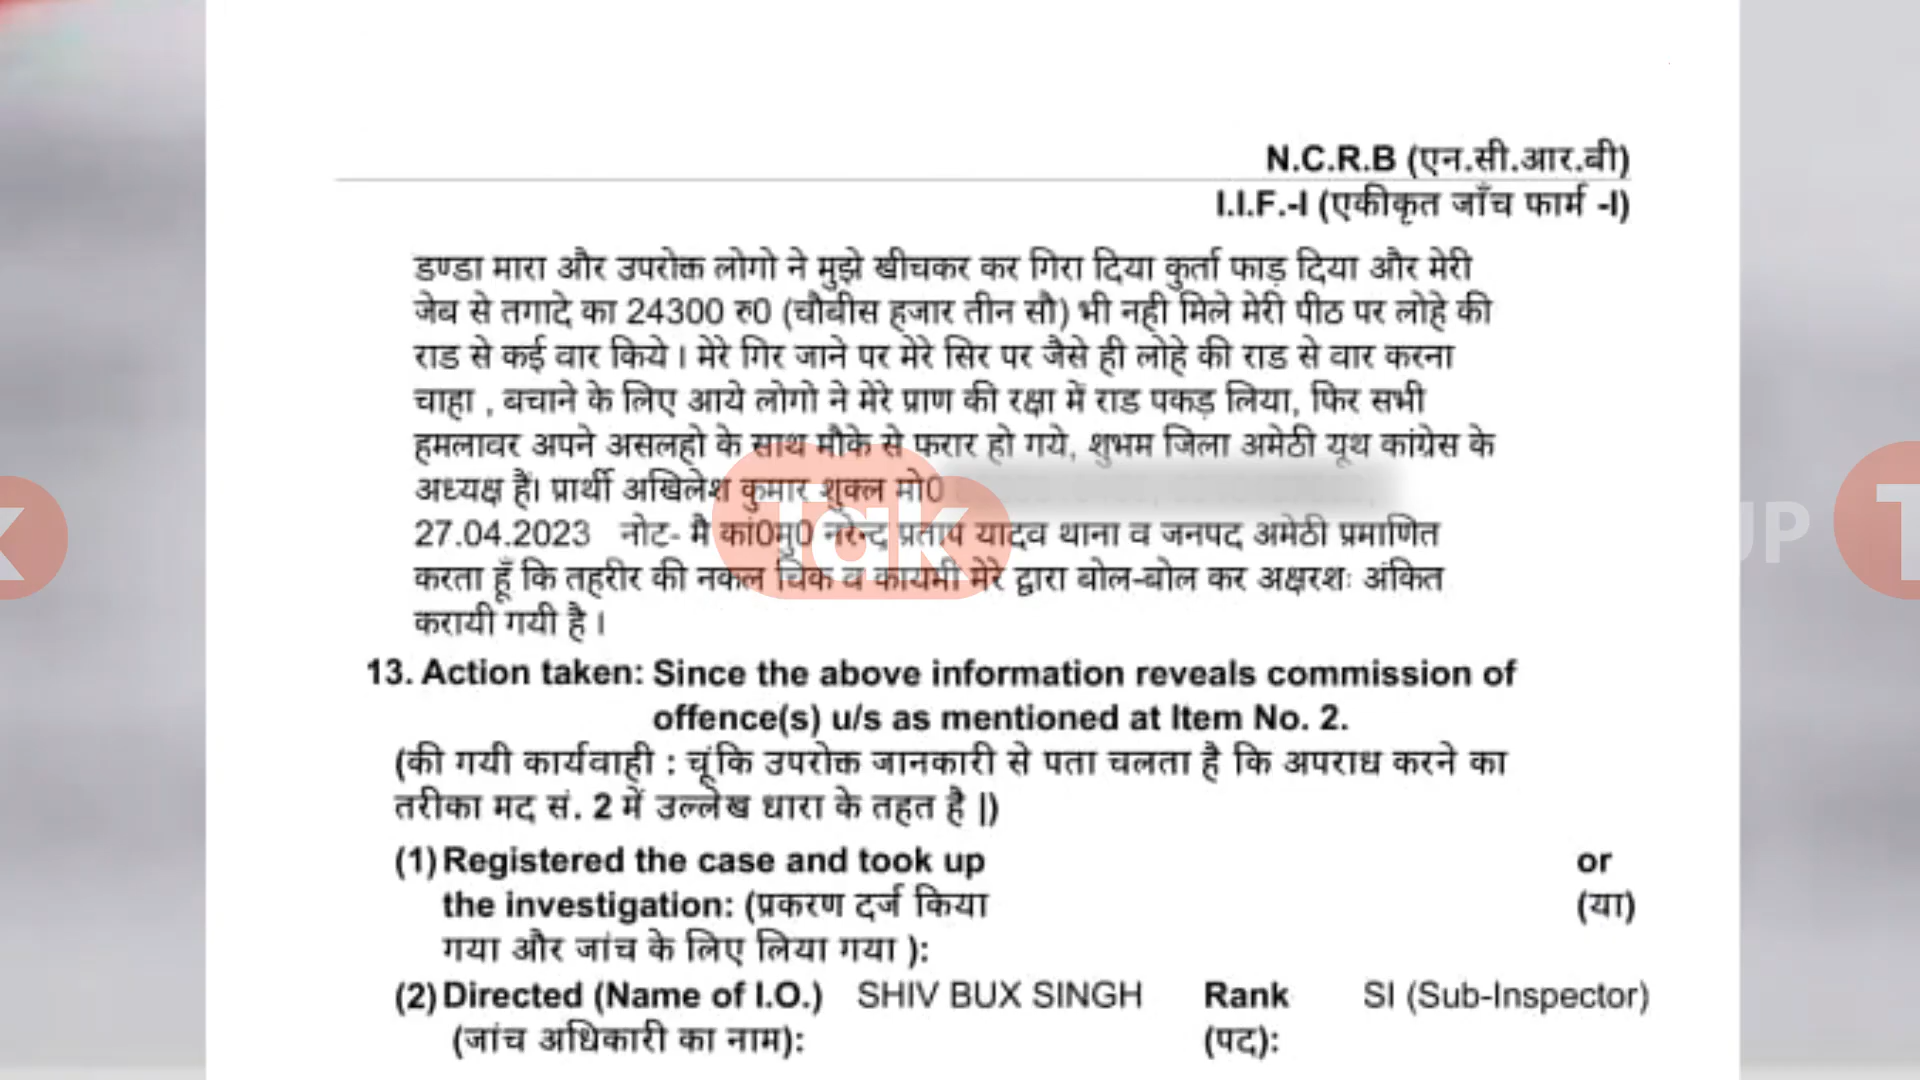 N.C.R.B (एन.सी.आर.बी)
I.I.F.-I (एकीकृत जाँच फार्म -I)
डण्डा मारा और उपरोक्त लोगो ने मुझे खीचकर कर गिरा दिया कुर्ता फाड़ दिया और मेरी
जेब से तगादे का 24300 रु0 (चौबीस हजार तीन सौ) भी नही मिले मेरी पीठ पर लोहे की
राड से कई वार किये । मेरे गिर जाने पर मेरे सिर पर जैसे ही लोहे की राड से वार करना
चाहा , बचाने के लिए आये लोगो ने मेरे प्राण की रक्षा में राड पकड़ लिया, फिर सभी
हमलावर अपने असलहो के साथ मौके से फरार हो गये, शुभम जिला अमेठी यूथ कांग्रेस के
अध्यक्ष हैं। प्रार्थी अखिलेश कुमार शुक्ल मो0
27.04.2023 नोट- मै कां0मु0 नरेन्द्र प्रताप यादव थाना व जनपद अमेठी प्रमाणित
करता हूँ कि तहरीर की नकल चिक व कायमी मेरे द्वारा बोल-बोल कर अक्षरशः अंकित
करायी गयी है ।
Tak
UP
13. Action taken: Since the above information reveals commission of
offence(s) u/s as mentioned at Item No. 2.
(की गयी कार्यवाही : चूंकि उपरोक्त जानकारी से पता चलता है कि अपराध करने का
तरीका मद सं. 2 में उल्लेख धारा के तहत है |)
(1) Registered the case and took up or
the investigation: (प्रकरण दर्ज किया (या)
गया और जांच के लिए लिया गया ):
(2) Directed (Name of I.O.) SHIV BUX SINGH Rank SI (Sub-Inspector)
(जांच अधिकारी का नाम): (पद):